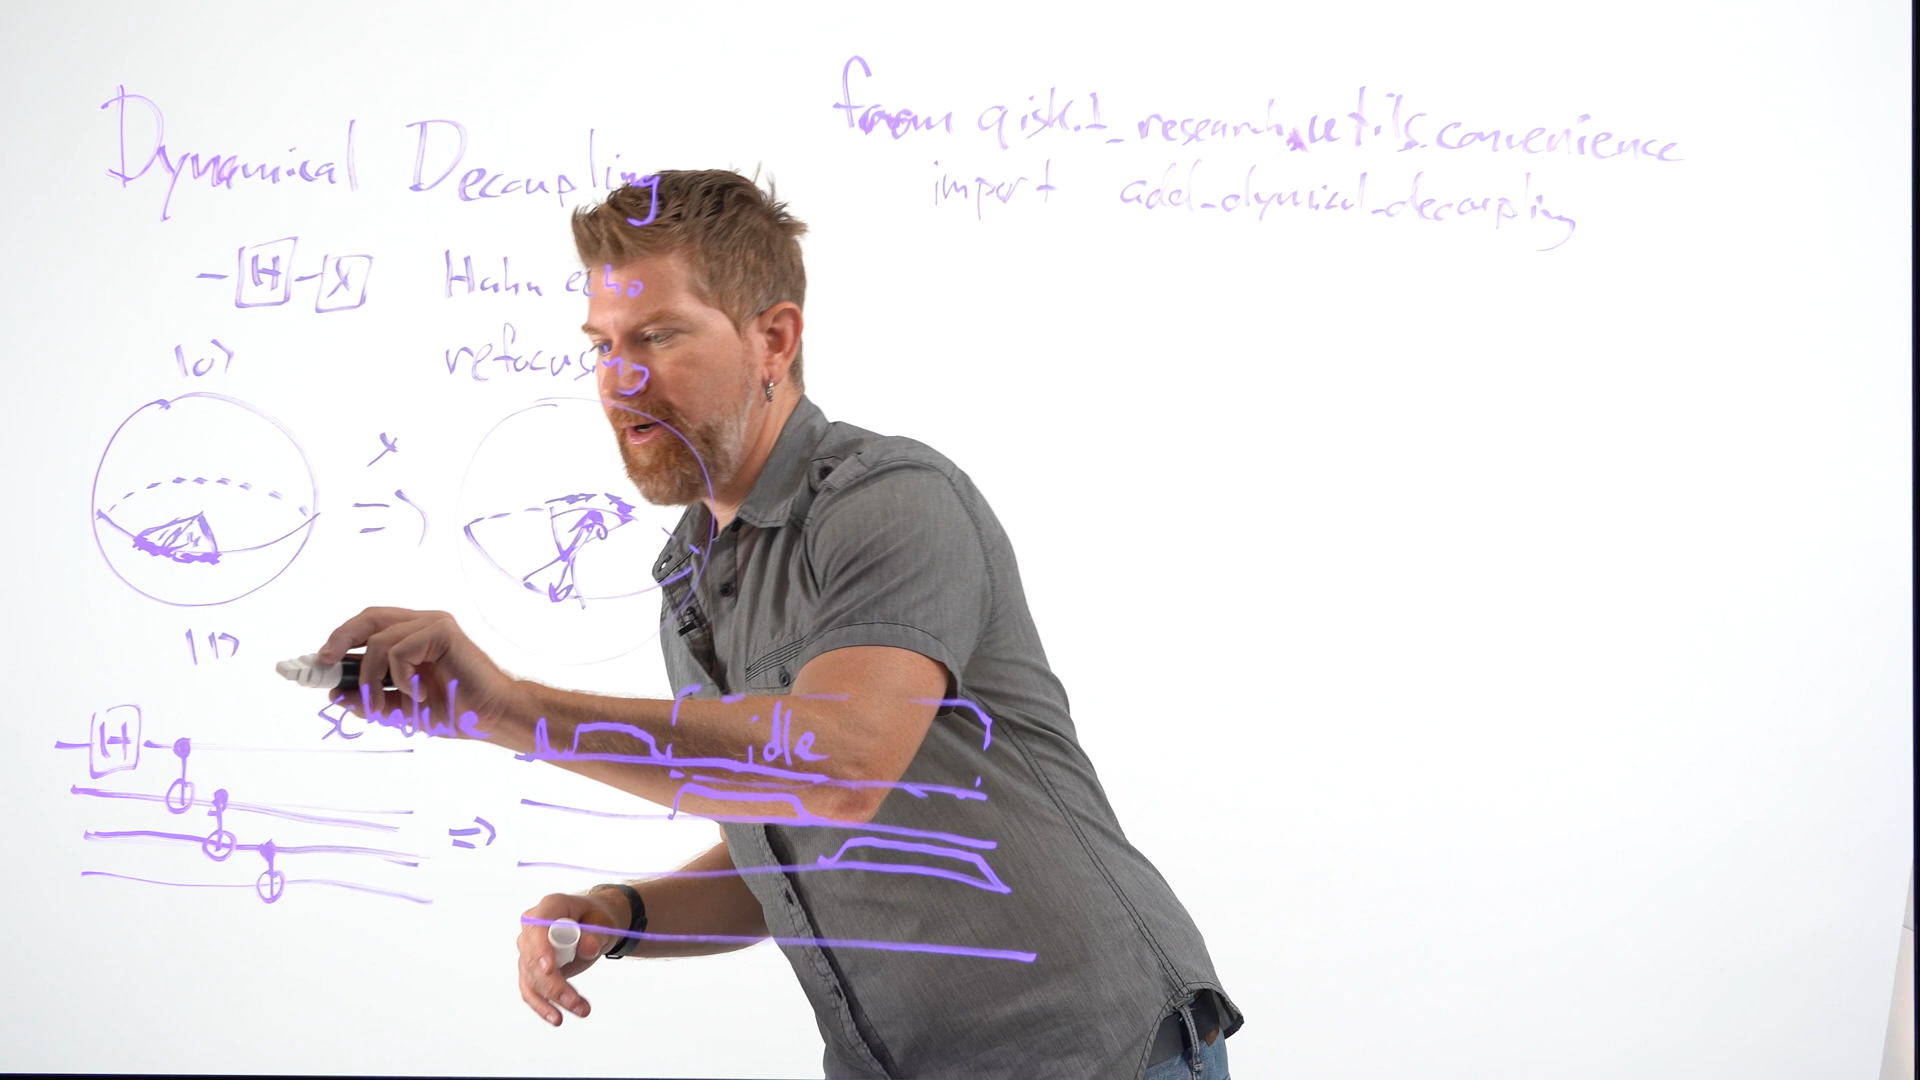 Dynamical Decoupling
from qiskit_research.utils.convenience
import add_dynamical_decoupling
H X
Hahn echo
refocusing
|0>
X
=>
|1>
schedule
idle
H
=>